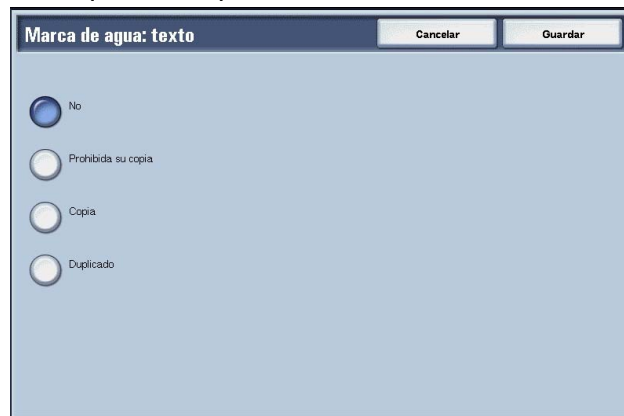 Marca de agua: texto
Cancelar
Guardar
No
Prohibida su copia
Copia
Duplicado